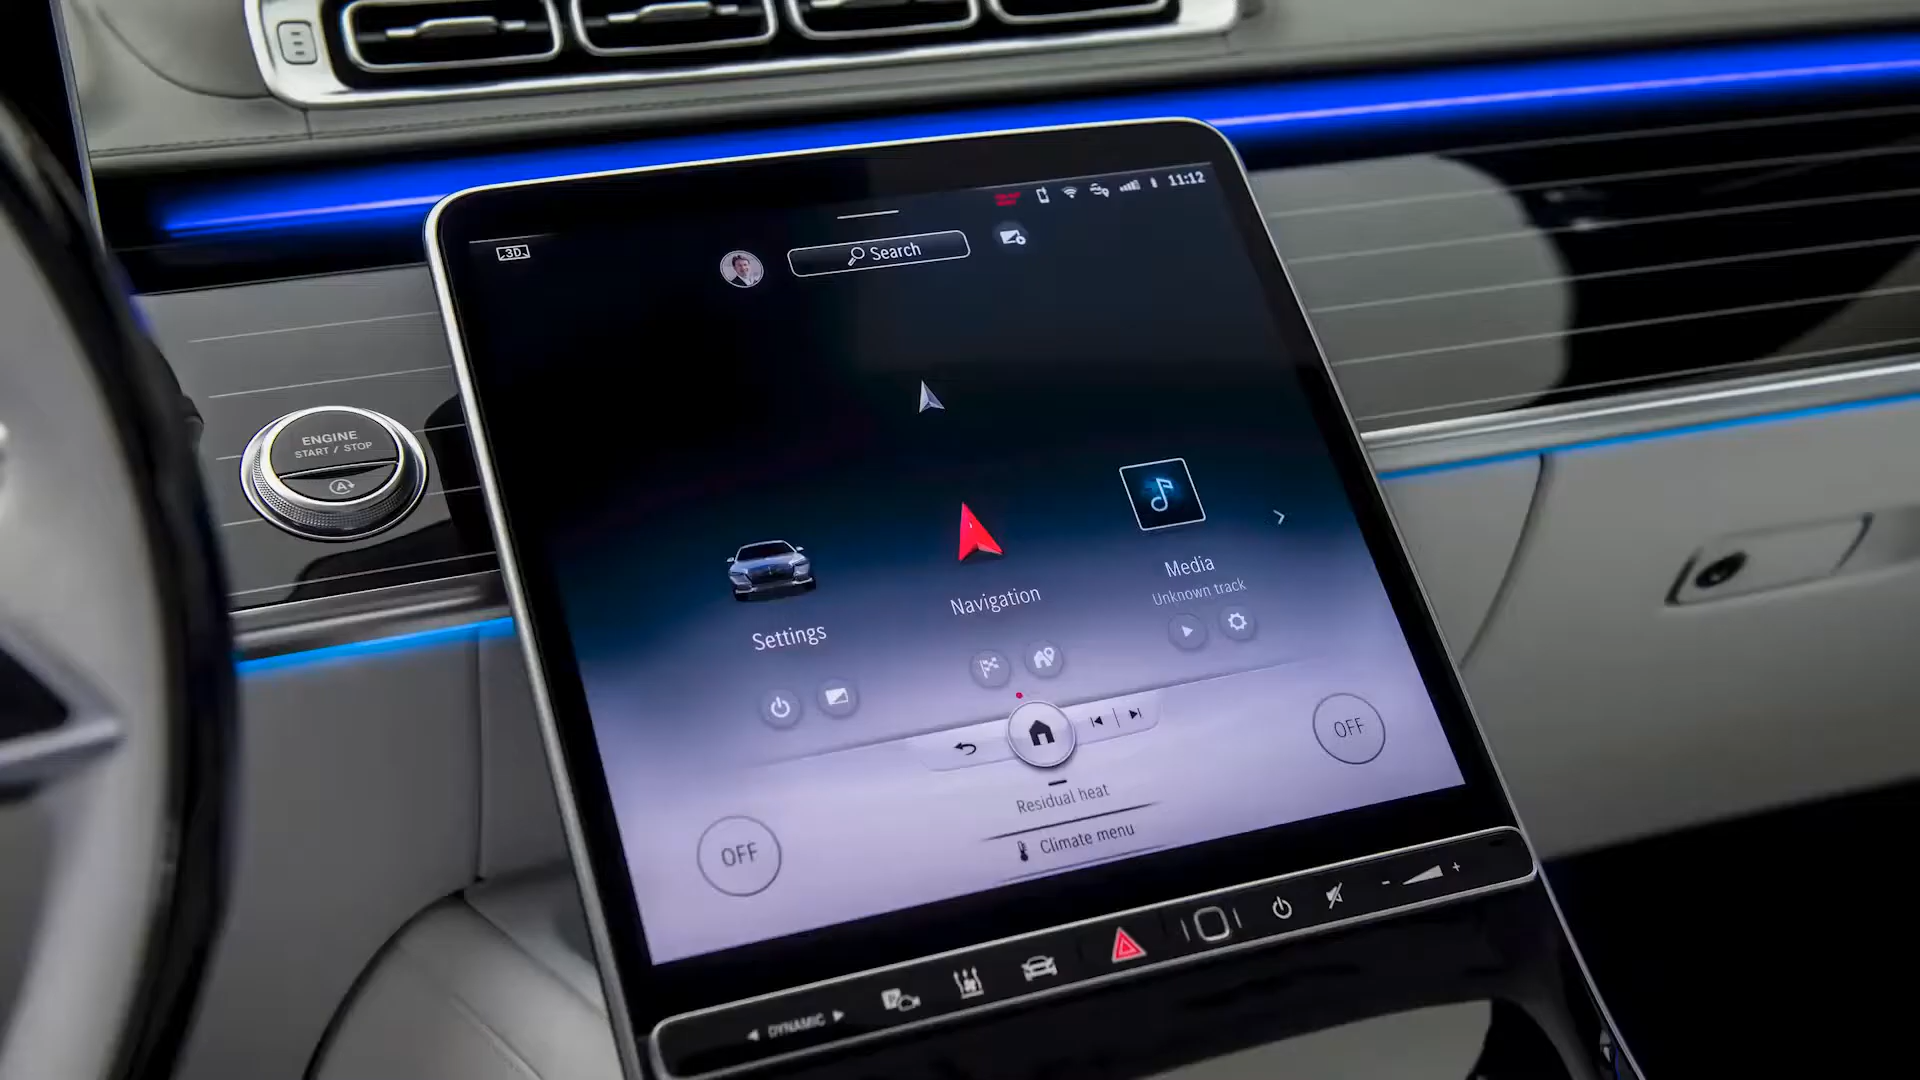 11:12
3D
Search
ENGINE
START / STOP
A
Media
Unknown track
Navigation
Settings
OFF
Residual heat
Climate menu
OFF
DYNAMIC
P